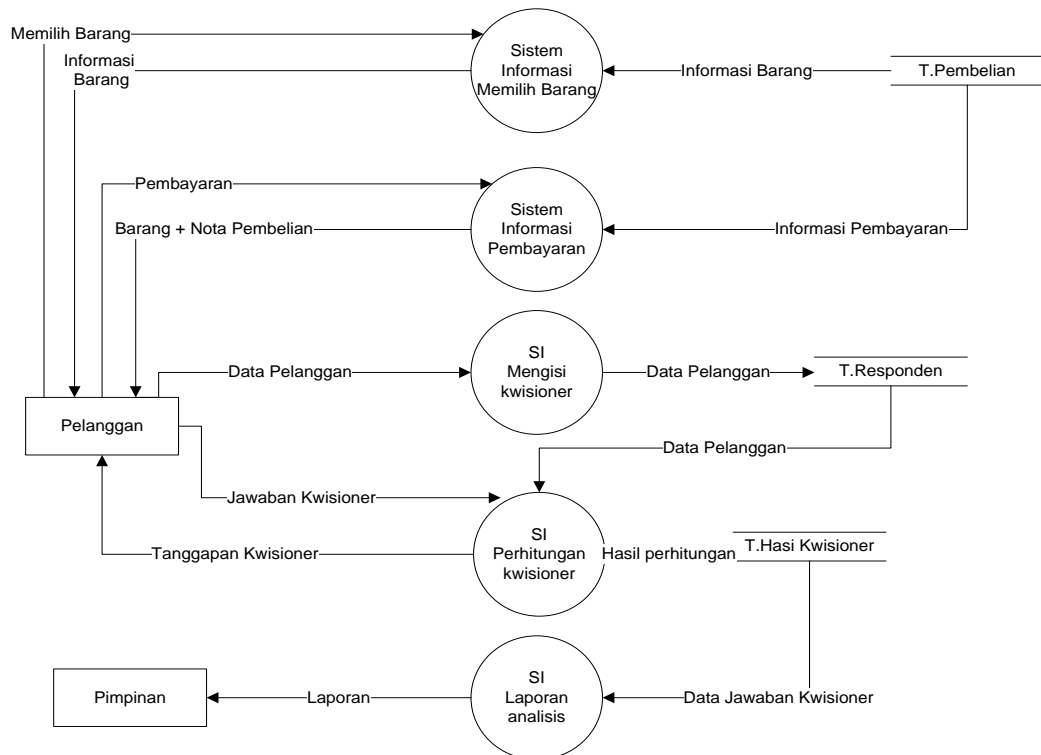 Memilih Barang
Informasi
Barang
Sistem
Informasi
Memilih Barang
Informasi Barang
T.Pembelian
Pembayaran
Barang + Nota Pembelian
Sistem
Informasi
Pembayaran
Informasi Pembayaran
Data Pelanggan
SI
Mengisi
kwisioner
Data Pelanggan
T.Responden
Pelanggan
Data Pelanggan
Jawaban Kwisioner
Tanggapan Kwisioner
SI
Perhitungan
kwisioner
Hasil perhitungan
T.Hasi Kwisioner
Pimpinan
Laporan
SI
Laporan
analisis
Data Jawaban Kwisioner